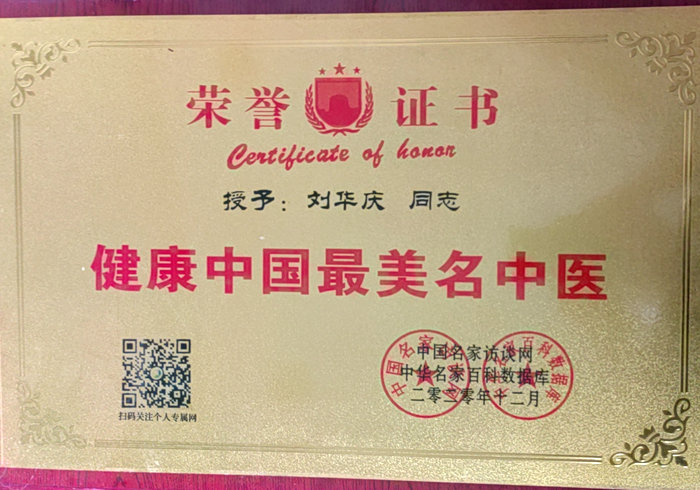 荣誉证书
Certificate of honor
授予：刘华庆 同志
健康中国最美名中医
中国名家访谈网
中华名家百科数据库
二零二零年十二月
扫码关注个人专属网